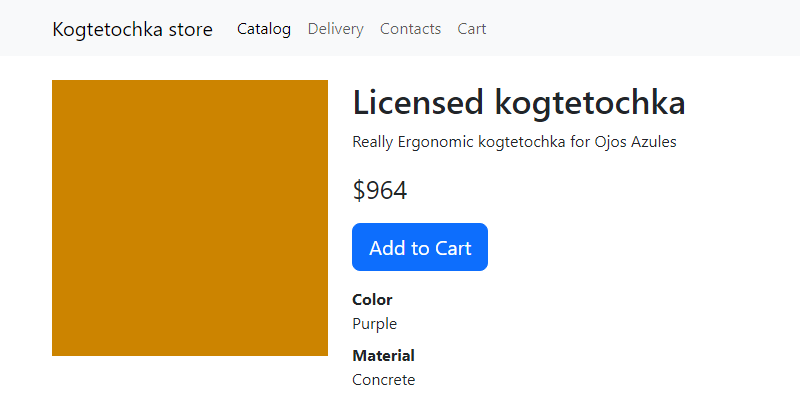 Kogtetochka store Catalog Delivery Contacts Cart
Licensed kogtetochka
Really Ergonomic kogtetochka for Ojos Azules
$964
Add to Cart
Color
Purple
Material
Concrete